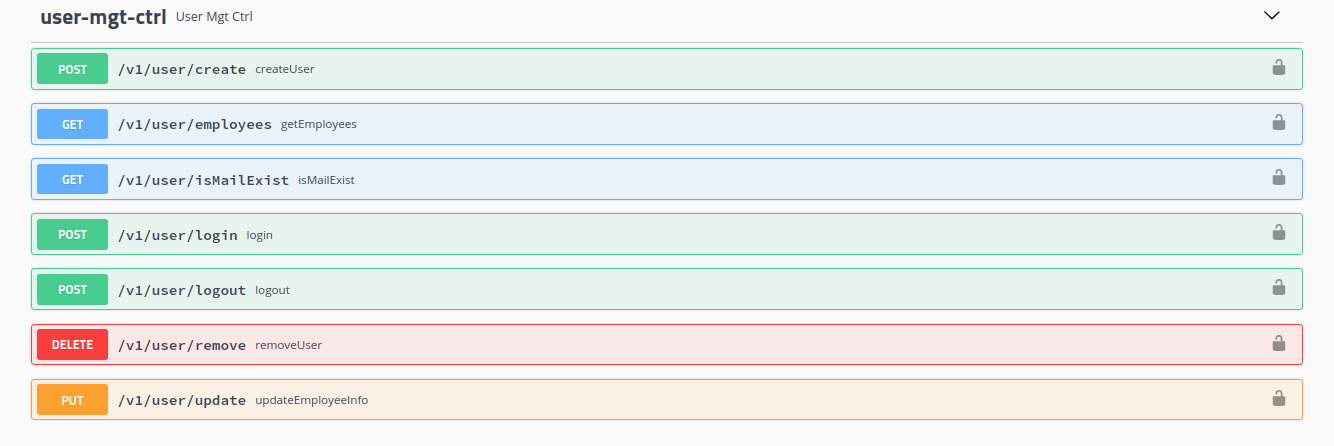 user-mgt-ctrl User Mgt Ctrl
POST /v1/user/create createUser
GET /v1/user/employees getEmployees
GET /v1/user/isMailExist isMailExist
POST /v1/user/login login
POST /v1/user/logout logout
DELETE /v1/user/remove removeUser
PUT /v1/user/update updateEmployeeInfo